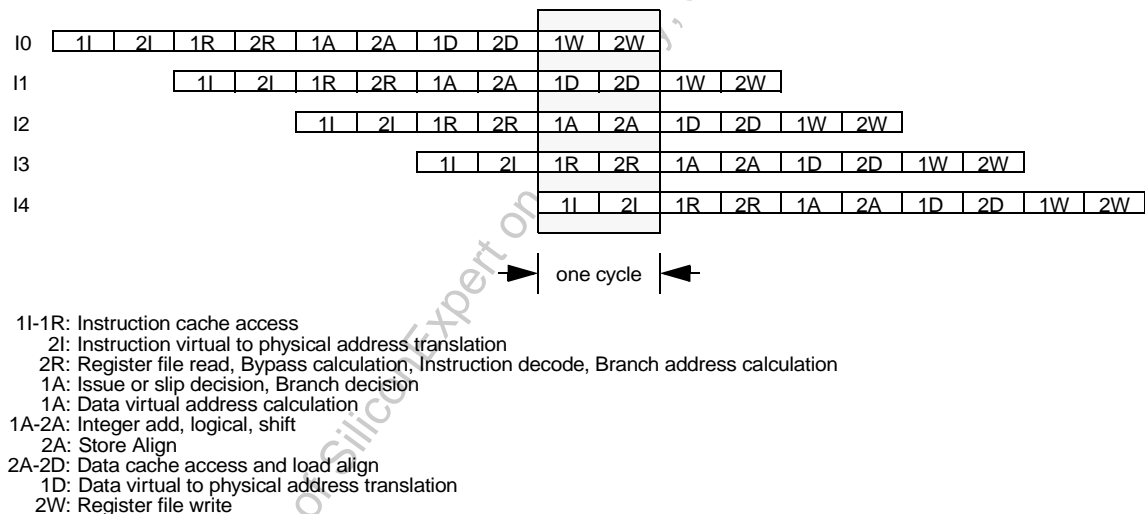 I0 1I 2I 1R 2R 1A 2A 1D 2D 1W 2W
I1 1I 2I 1R 2R 1A 2A 1D 2D 1W 2W
I2 1I 2I 1R 2R 1A 2A 1D 2D 1W 2W
I3 1I 2I 1R 2R 1A 2A 1D 2D 1W 2W
I4 1I 2I 1R 2R 1A 2A 1D 2D 1W 2W
one cycle
1I-1R: Instruction cache access
2I: Instruction virtual to physical address translation
2R: Register file read, Bypass calculation, Instruction decode, Branch address calculation
1A: Issue or slip decision, Branch decision
1A: Data virtual address calculation
1A-2A: Integer add, logical, shift
2A: Store Align
2A-2D: Data cache access and load align
1D: Data virtual to physical address translation
2W: Register file write
of SiliconExpert on